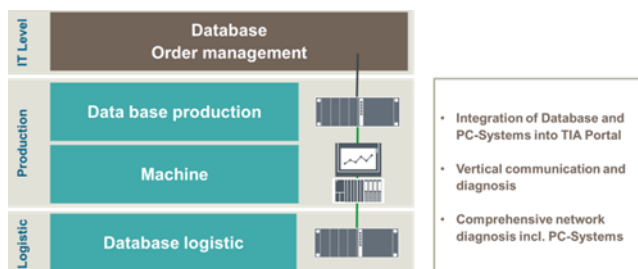 IT Level
Database
Order management
Production
Data base production
Machine
Logistic
Database logistic
• Integration of Database and
PC-Systems into TIA Portal
• Vertical communication and
diagnosis
• Comprehensive network
diagnosis incl. PC-Systems